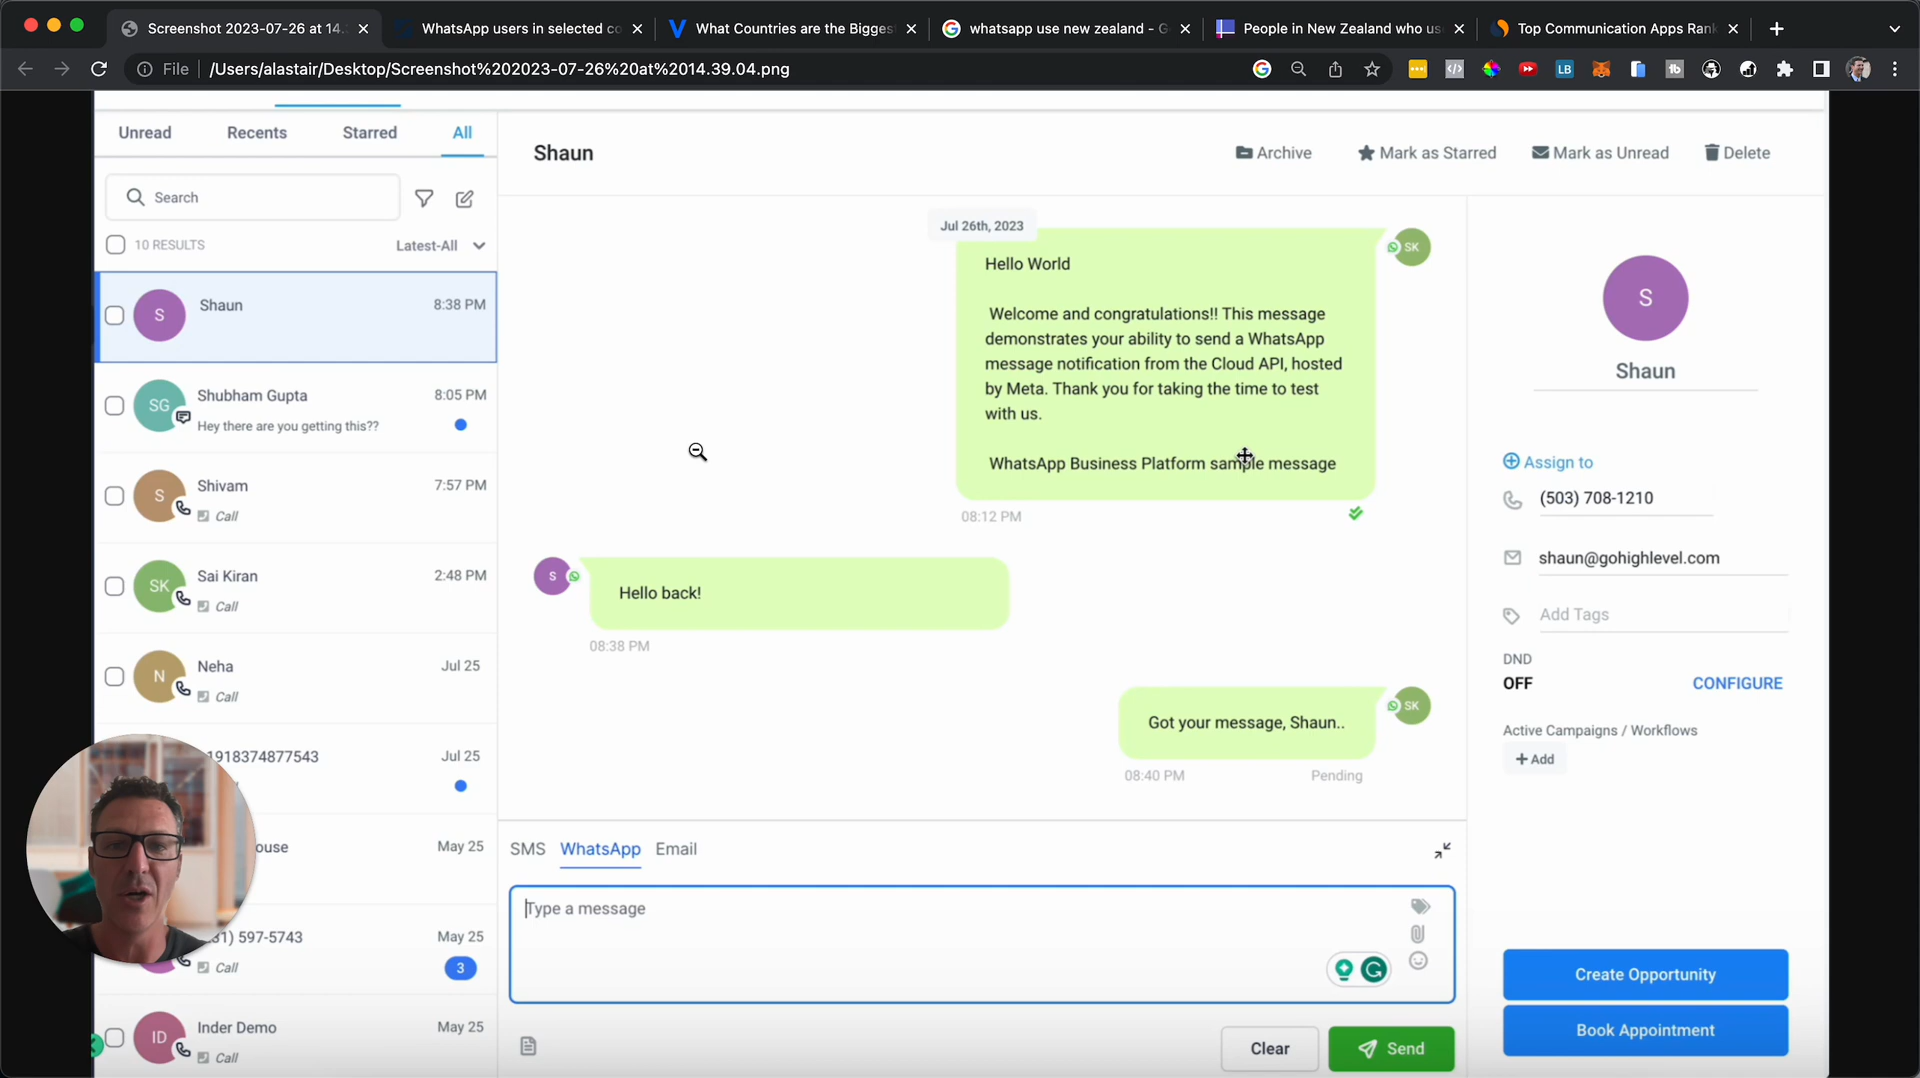 Screenshot 2023-07-26 at 14.3
WhatsApp users in selected co
What Countries are the Biggest
whatsapp use new zealand - G
People in New Zealand who us
Top Communication Apps Rank
File
/Users/alastair/Desktop/Screenshot%202023-07-26%20at%2014.39.04.png
LB
tb
Unread
Recents
Starred
All
Search
10 RESULTS
Latest-All
S
Shaun
8:38 PM
SG
Shubham Gupta
8:05 PM
Hey there are you getting this??
S
Shivam
7:57 PM
Call
SK
Sai Kiran
2:48 PM
Call
N
Neha
Jul 25
Call
1918374877543
Jul 25
ouse
May 25
31) 597-5743
May 25
Call
3
ID
Inder Demo
May 25
Call
Shaun
Archive
Mark as Starred
Mark as Unread
Delete
Jul 26th, 2023
SK
Hello World
Welcome and congratulations!! This message
demonstrates your ability to send a WhatsApp
message notification from the Cloud API, hosted
by Meta. Thank you for taking the time to test
with us.
WhatsApp Business Platform sample message
08:12 PM
S
Hello back!
08:38 PM
SK
Got your message, Shaun..
08:40 PM
Pending
SMS
WhatsApp
Email
Type a message
Clear
Send
S
Shaun
Assign to
(503) 708-1210
shaun@gohighlevel.com
Add Tags
DND
OFF
CONFIGURE
Active Campaigns / Workflows
+ Add
Create Opportunity
Book Appointment